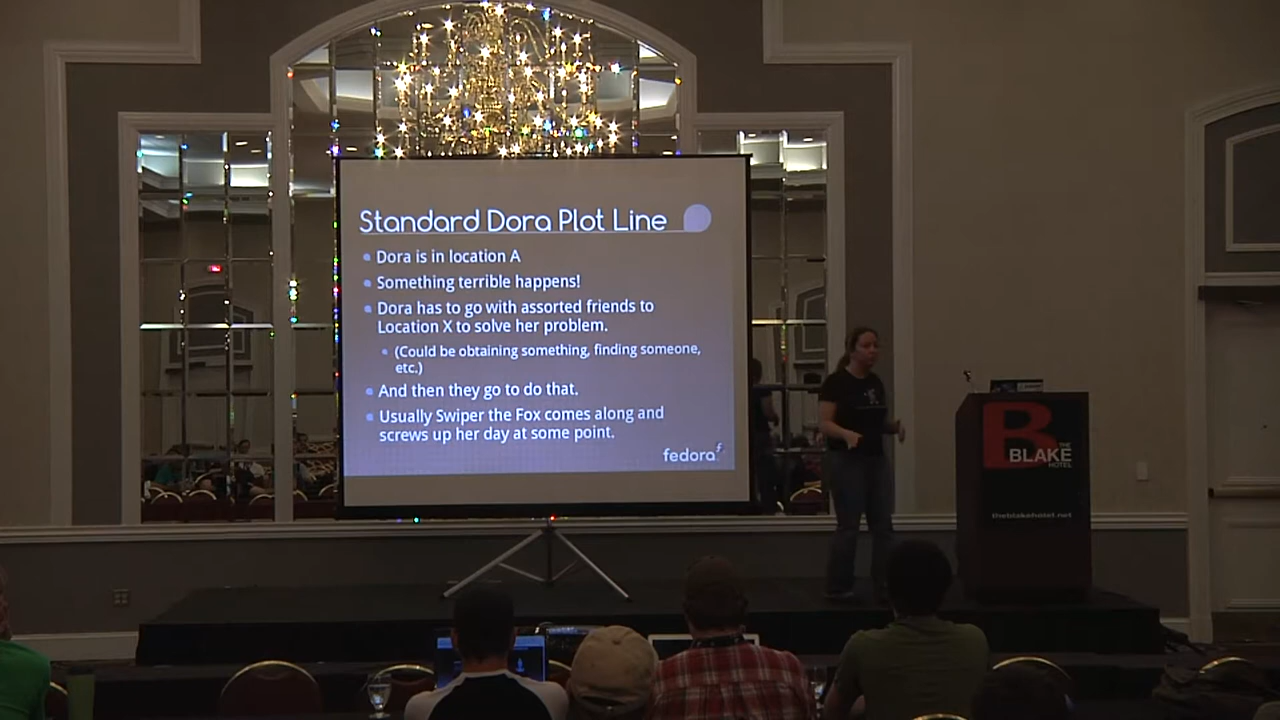 Standard Dora Plot Line
Dora is in location A
Something terrible happens!
Dora has to go with assorted friends to
Location X to solve her problem.
(Could be obtaining something, finding someone,
etc.)
And then they go to do that.
Usually Swiper the Fox comes along and
screws up her day at some point.
fedora
B
THE
BLAKE
HOTEL
theblakehotel.net